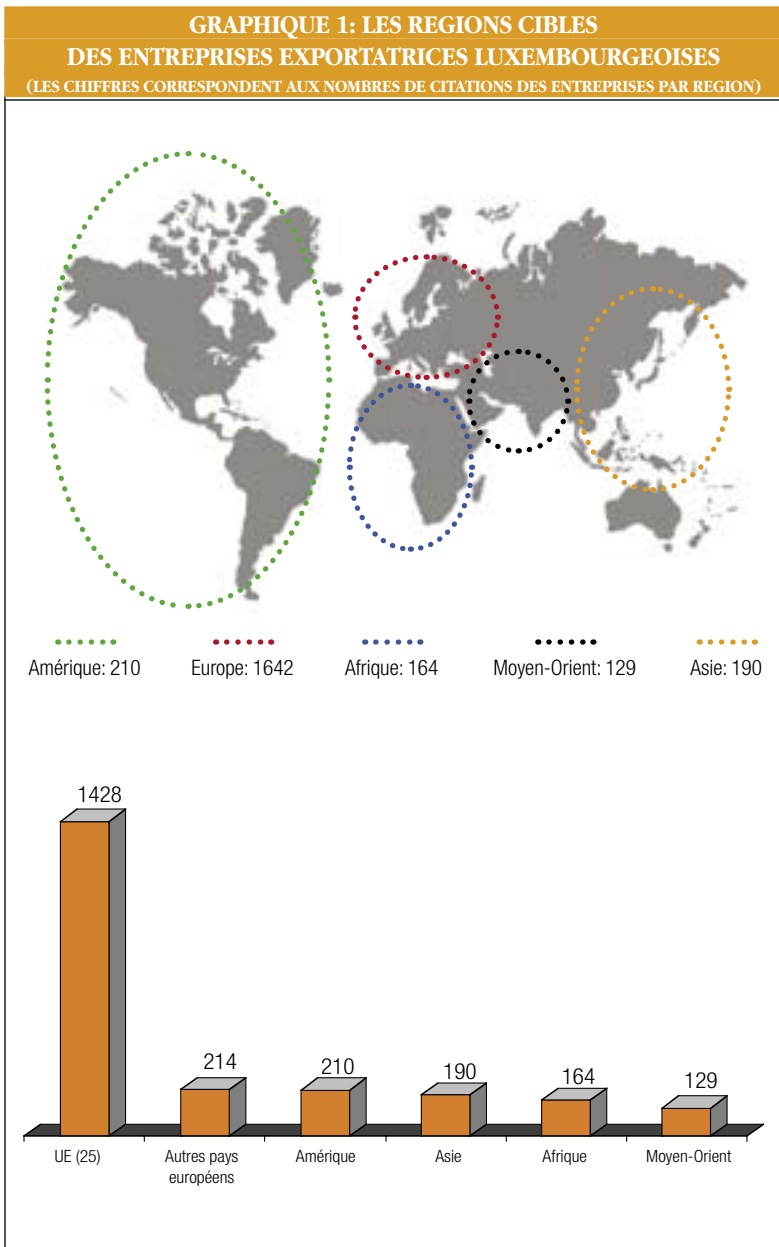 GRAPHIQUE 1: LES REGIONS CIBLES
DES ENTREPRISES EXPORTATRICES LUXEMBOURGEOISES
(LES CHIFFRES CORRESPONDENT AUX NOMBRES DE CITATIONS DES ENTREPRISES PAR REGION)
Amérique: 210 Europe: 1642 Afrique: 164 Moyen-Orient: 129 Asie: 190
1428
214
210
190
164
129
UE (25) Autres pays Amérique Asie Afrique Moyen-Orient
européens